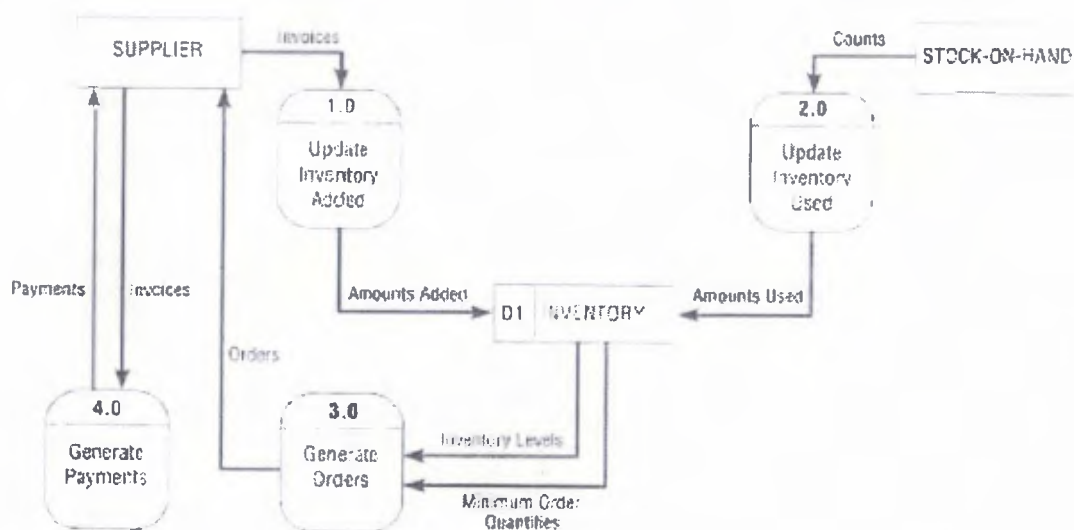 Invoices
SUPPLIER
Counts
STOCK-ON-HAND
1.0
Update
Inventory
Added
2.0
Update
Inventory
Used
Payments
Invoices
Amounts Added
D1 INVENTORY
Amounts Used
Orders
4.0
Generate
Payments
3.0
Generate
Orders
Inventory Levels
Minimum Order
Quantities